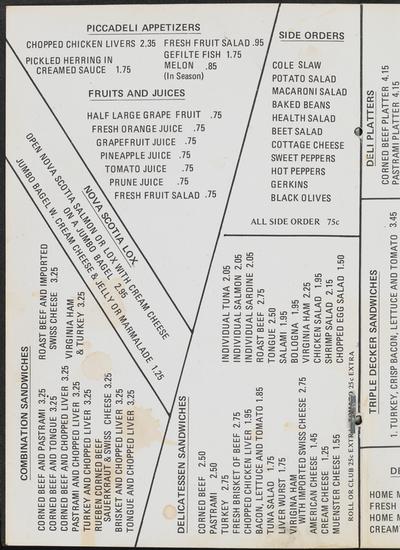 PICCADELI APPETIZERS
CHOPPED CHICKEN LIVERS 2.35
PICKLED HERRING IN
CREAMED SAUCE 1.75
FRESH FRUIT SALAD .95
GEFILTE FISH 1.75
MELON .85
(In Season)
FRUITS AND JUICES
HALF LARGE GRAPE FRUIT .75
FRESH ORANGE JUICE .75
GRAPEFRUIT JUICE .75
PINEAPPLE JUICE .75
TOMATO JUICE .75
PRUNE JUICE .75
FRESH FRUIT SALAD .75
SIDE ORDERS
COLE SLAW
POTATO SALAD
MACARONI SALAD
BAKED BEANS
HEALTH SALAD
BEET SALAD
COTTAGE CHEESE
SWEET PEPPERS
HOT PEPPERS
GERKINS
BLACK OLIVES
ALL SIDE ORDER 75c
NOVA SCOTIA LOX
OPEN NOVA SCOTIA SALMON OR LOX WITH CREAM CHEESE
ON A JUMBO BAGEL 2.95
JUMBO BAGEL W. CREAM CHEESE & JELLY OR MARMALADE 1.25
COMBINATION SANDWICHES
CORNED BEEF AND PASTRAMI 3.25
CORNED BEEF AND TONGUE 3.25
CORNED BEEF AND CHOPPED LIVER 3.25
PASTRAMI AND CHOPPED LIVER 3.25
TURKEY AND CHOPPED LIVER 3.25
RUEBEN CORNED BEEF
SAUERKRAUT & SWISS CHEESE 3.25
BRISKET AND CHOPPED LIVER 3.25
TONGUE AND CHOPPED LIVER 3.25
ROAST BEEF AND IMPORTED
SWISS CHEESE 3.25
VIRGINIA HAM
& TURKEY 3.25
DELICATESSEN SANDWICHES
CORNED BEEF 2.50
PASTRAMI 2.50
TURKEY 2.75
FRESH BRISKET OF BEEF 2.75
CHOPPED CHICKEN LIVER 1.95
BACON, LETTUCE AND TOMATO 1.85
TUNA SALAD 1.75
LIVER WURST 1.75
VIRIGINIA HAM
WITH IMPORTED SWISS CHEESE 2.75
AMERICAN CHEESE 1.45
CREAM CHEESE 1.25
MUENSTER CHEESE 1.55
INDIVIDUAL TUNA 2.05
INDIVIDUAL SALMON 2.05
INDIVIDUAL SARDINE 2.05
ROAST BEEF 2.75
TONGUE 2.50
SALAMI 1.95
BOLOGNA 1.95
VIRGINIA HAM 2.25
CHICKEN SALAD 1.95
SHRIMP SALAD 2.15
CHOPPED EGG SALAD 1.50
ROLL OR CLUB 25c EXTRA
25c EXTRA
DELI PLATTERS
CORNED BEEF PLATTER 4.15
PASTRAMI PLATTER 4.15
TRIPLE DECKER SANDWICHES
1. TURKEY, CRISP BACON, LETTUCE AND TOMATO 3.45
HOME
FRESH
HOME
CREAM